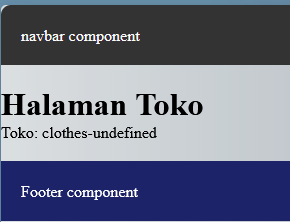 navbar component
Halaman Toko
Toko: clothes-undefined
Footer component